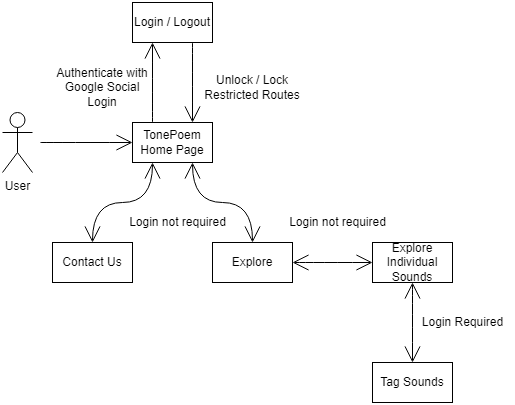 Login / Logout
Authenticate with
Google Social
Login
Unlock / Lock
Restricted Routes
TonePoem
Home Page
User
Login not required
Login not required
Contact Us
Explore
Explore
Individual
Sounds
Login Required
Tag Sounds